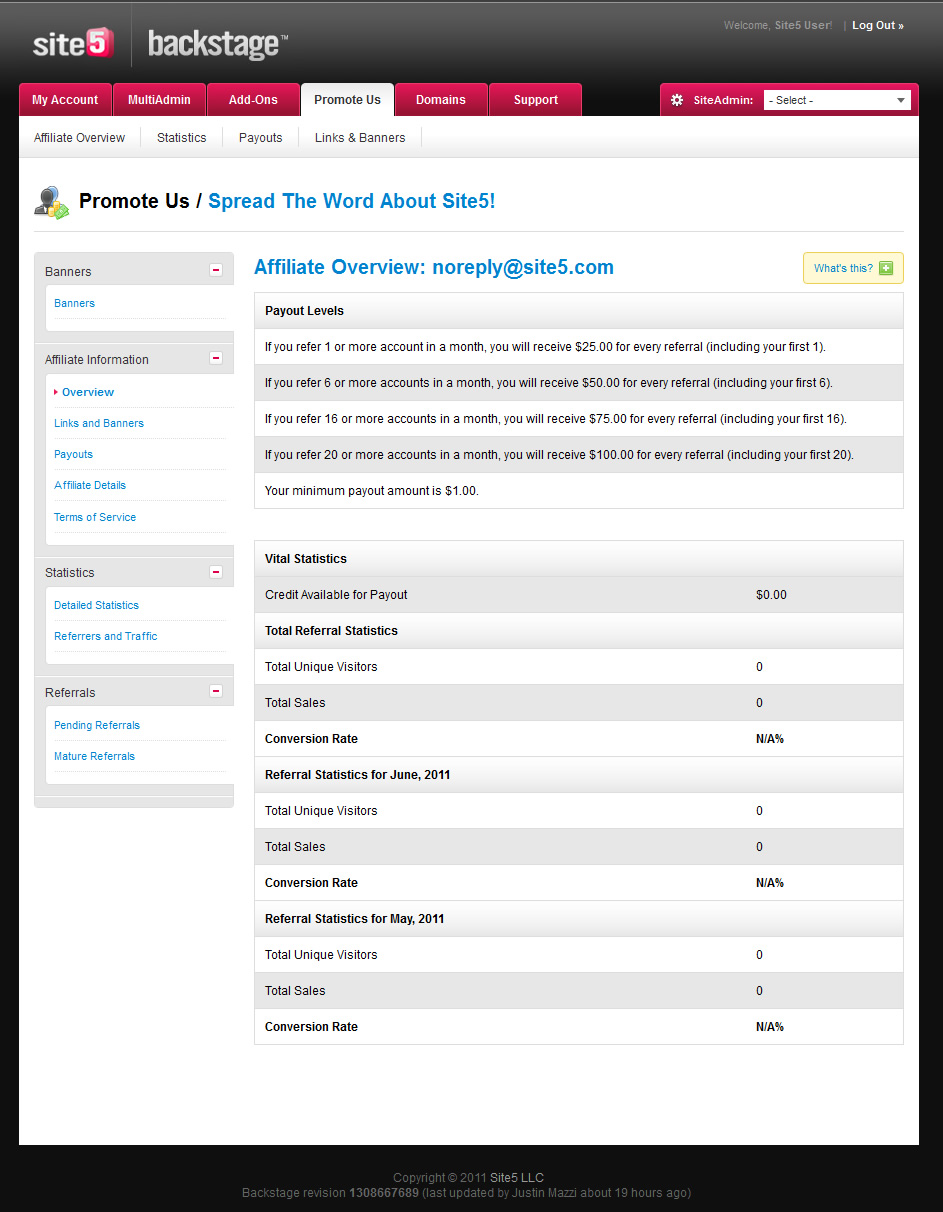 Welcome, Site5 User! | Log Out »
site5 backstage™
My Account MultiAdmin Add-Ons Promote Us Domains Support SiteAdmin: - Select -
Affiliate Overview Statistics Payouts Links & Banners
Promote Us / Spread The Word About Site5!
Banners
Banners
Affiliate Information
Overview
Links and Banners
Payouts
Affiliate Details
Terms of Service
Statistics
Detailed Statistics
Referrers and Traffic
Referrals
Pending Referrals
Mature Referrals
Affiliate Overview: noreply@site5.com
What's this?
Payout Levels
If you refer 1 or more account in a month, you will receive $25.00 for every referral (including your first 1).
If you refer 6 or more accounts in a month, you will receive $50.00 for every referral (including your first 6).
If you refer 16 or more accounts in a month, you will receive $75.00 for every referral (including your first 16).
If you refer 20 or more accounts in a month, you will receive $100.00 for every referral (including your first 20).
Your minimum payout amount is $1.00.
Vital Statistics
Credit Available for Payout $0.00
Total Referral Statistics
Total Unique Visitors 0
Total Sales 0
Conversion Rate N/A%
Referral Statistics for June, 2011
Total Unique Visitors 0
Total Sales 0
Conversion Rate N/A%
Referral Statistics for May, 2011
Total Unique Visitors 0
Total Sales 0
Conversion Rate N/A%
Copyright © 2011 Site5 LLC
Backstage revision 1308667689 (last updated by Justin Mazzi about 19 hours ago)